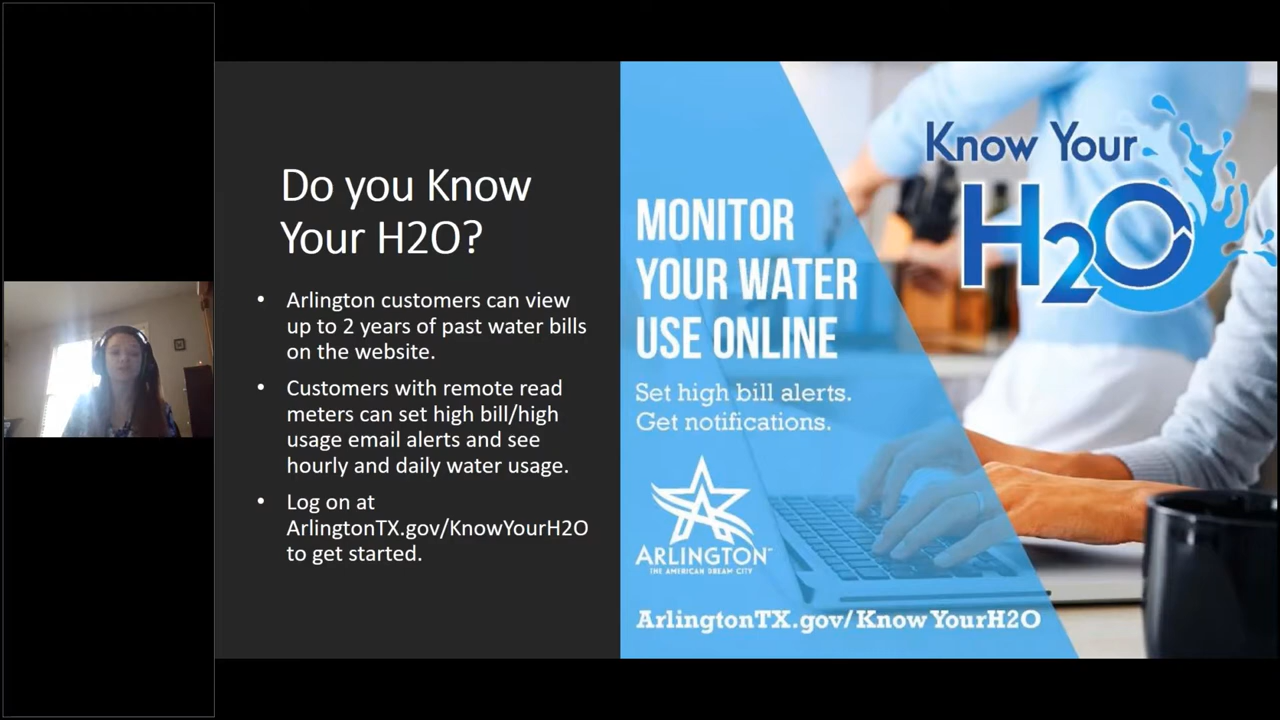 Do you Know
Your H2O?
• Arlington customers can view
up to 2 years of past water bills
on the website.
• Customers with remote read
meters can set high bill/high
usage email alerts and see
hourly and daily water usage.
• Log on at
ArlingtonTX.gov/KnowYourH2O
to get started.
Know Your
H2O
MONITOR
YOUR WATER
USE ONLINE
Set high bill alerts.
Get notifications.
ARLINGTON
THE AMERICAN DREAM CITY
ArlingtonTX.gov/KnowYourH2O